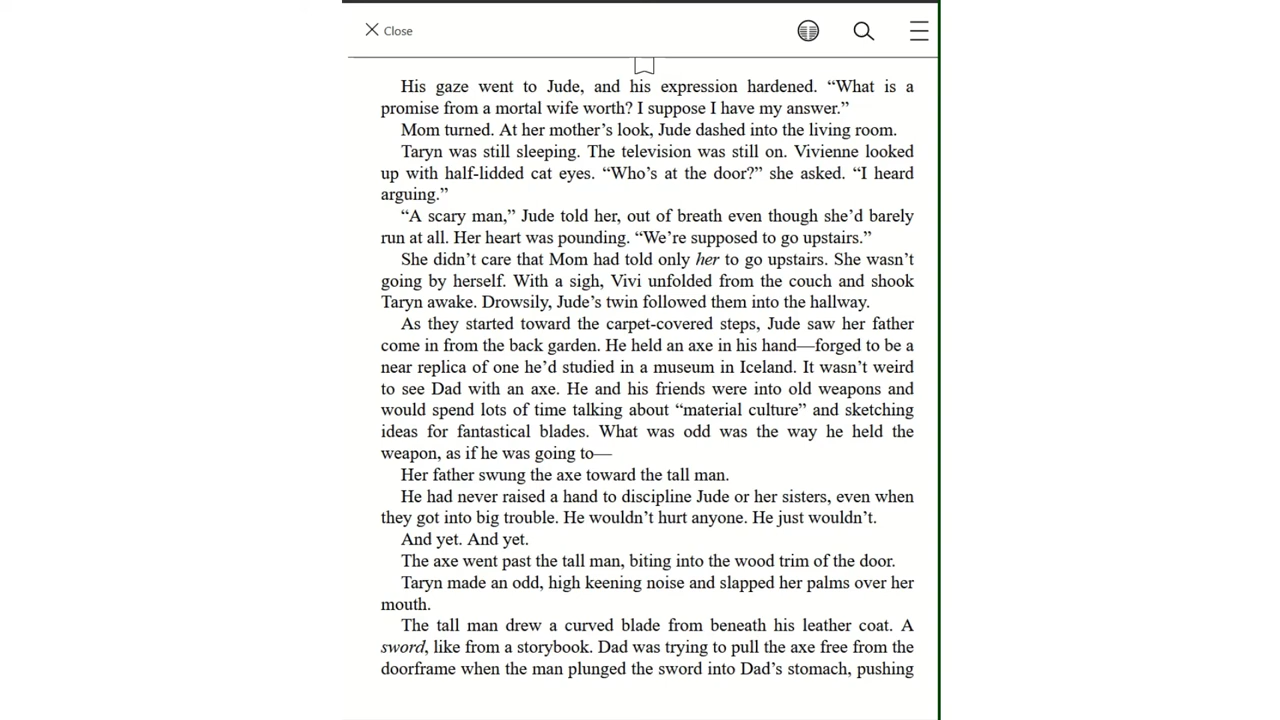 Close
His gaze went to Jude, and his expression hardened. “What is a
promise from a mortal wife worth? I suppose I have my answer.”
Mom turned. At her mother’s look, Jude dashed into the living room.
Taryn was still sleeping. The television was still on. Vivienne looked
up with half-lidded cat eyes. “Who’s at the door?” she asked. “I heard
arguing.”
“A scary man,” Jude told her, out of breath even though she’d barely
run at all. Her heart was pounding. “We’re supposed to go upstairs.”
She didn’t care that Mom had told only her to go upstairs. She wasn’t
going by herself. With a sigh, Vivi unfolded from the couch and shook
Taryn awake. Drowsily, Jude’s twin followed them into the hallway.
As they started toward the carpet-covered steps, Jude saw her father
come in from the back garden. He held an axe in his hand—forged to be a
near replica of one he’d studied in a museum in Iceland. It wasn’t weird
to see Dad with an axe. He and his friends were into old weapons and
would spend lots of time talking about “material culture” and sketching
ideas for fantastical blades. What was odd was the way he held the
weapon, as if he was going to—
Her father swung the axe toward the tall man.
He had never raised a hand to discipline Jude or her sisters, even when
they got into big trouble. He wouldn’t hurt anyone. He just wouldn’t.
And yet. And yet.
The axe went past the tall man, biting into the wood trim of the door.
Taryn made an odd, high keening noise and slapped her palms over her
mouth.
The tall man drew a curved blade from beneath his leather coat. A
sword, like from a storybook. Dad was trying to pull the axe free from the
doorframe when the man plunged the sword into Dad’s stomach, pushing